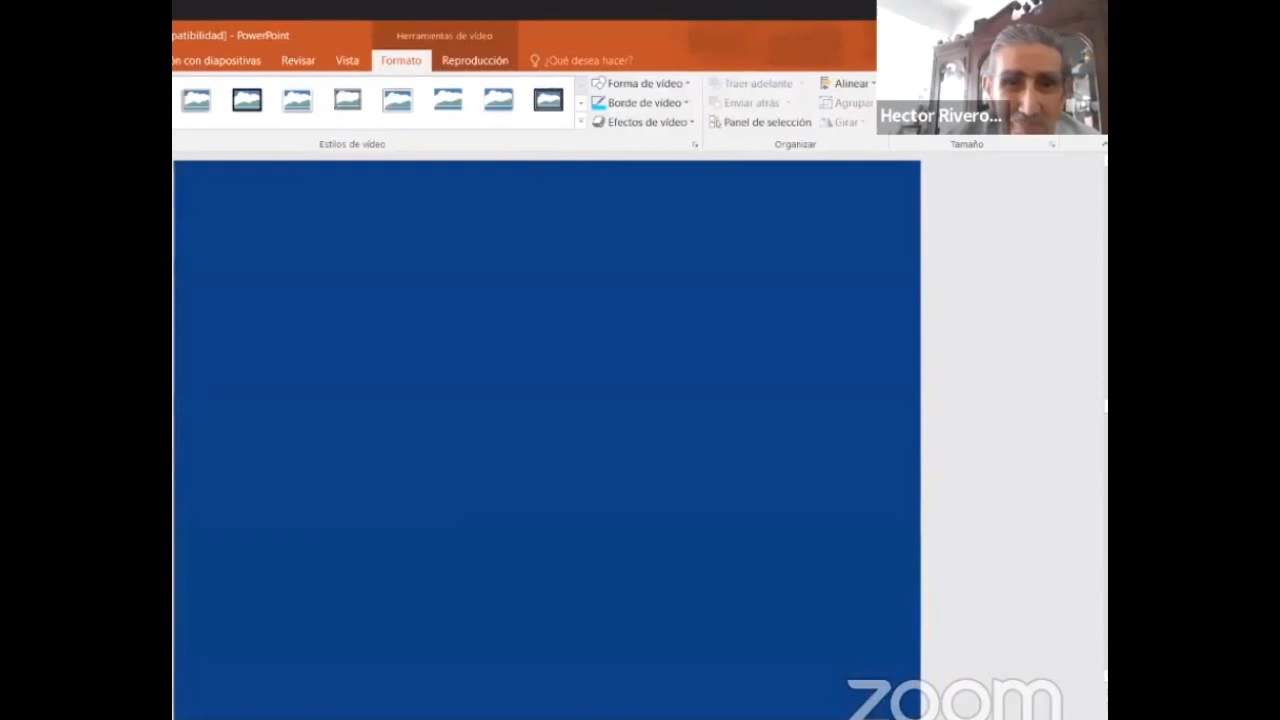 patibilidad] - PowerPoint
Herramientas de vídeo
ón con diapositivas
Revisar
Vista
Formato
Reproducción
¿Qué desea hacer?
Forma de vídeo
Borde de vídeo
Efectos de vídeo
Traer adelante
Enviar atrás
Panel de selección
Alinear
Agrupar
Girar
Estilos de vídeo
Organizar
Tamaño
Hector Rivero...
zoom